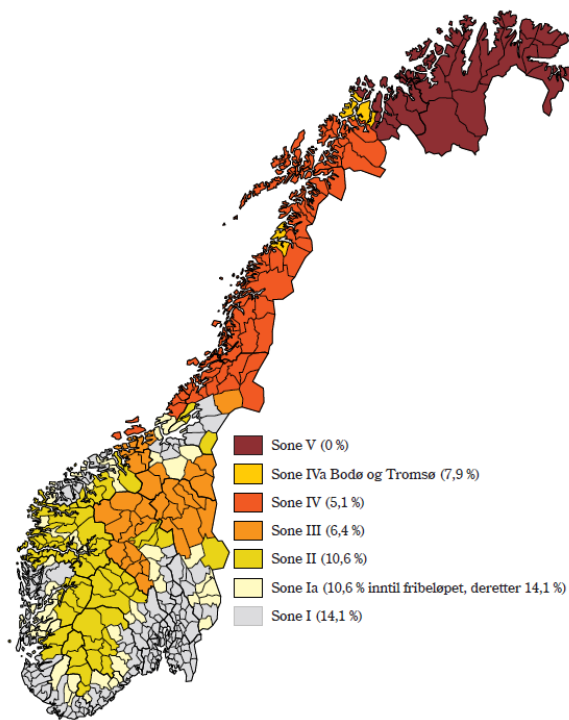 Sone V (0 %)
Sone IVa Bodø og Tromsø (7,9 %)
Sone IV (5,1 %)
Sone III (6,4 %)
Sone II (10,6 %)
Sone Ia (10,6 % inntil fribeløpet, deretter 14,1 %)
Sone I (14,1 %)